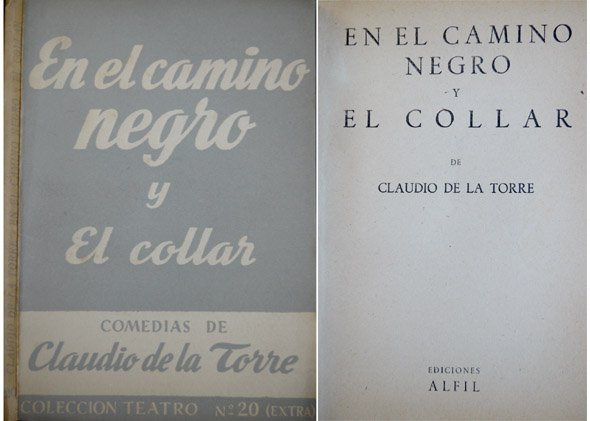 En el camino
negro
y
El collar
COMEDIAS DE
Claudio de la Torre
COLECCION TEATRO Nº 20 (EXTRA)
EN EL CAMINO
NEGRO
- Y
EL COLLAR
DE
CLAUDIO DE LA TORRE
EDICIONES
ALFIL